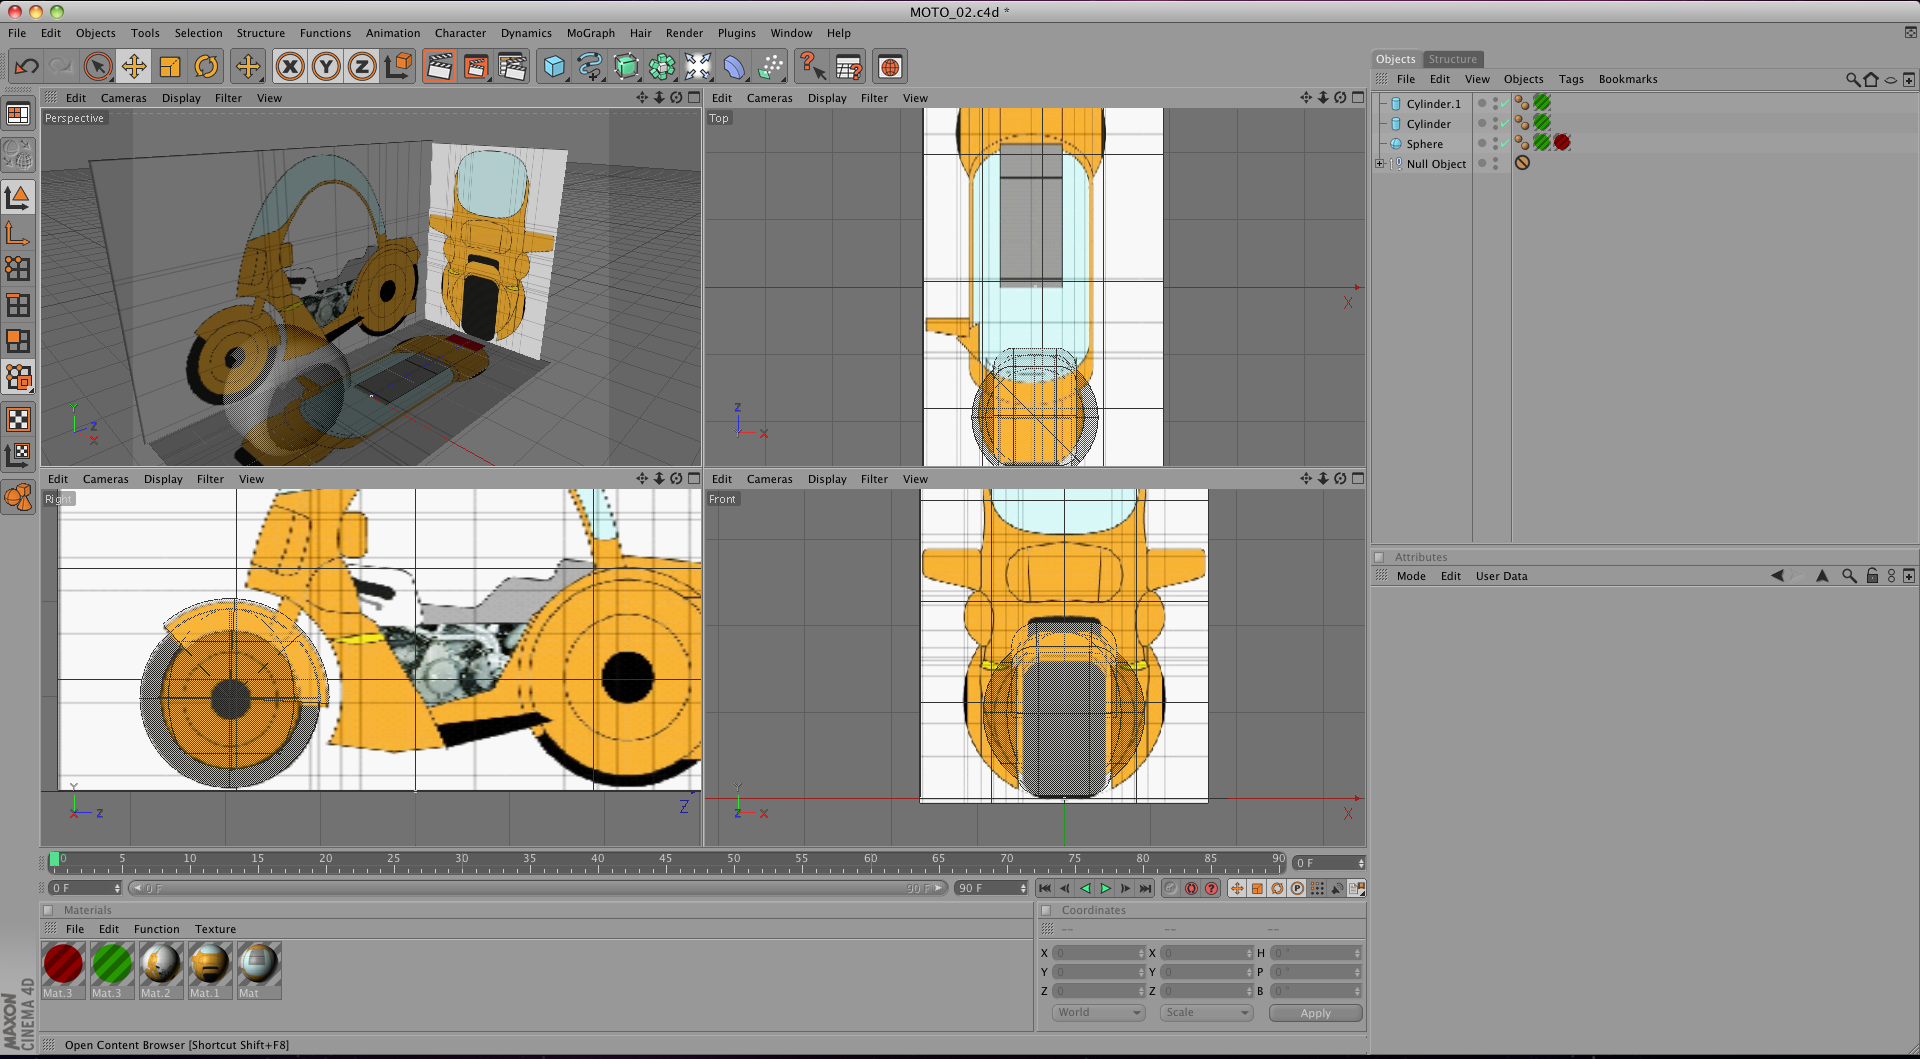 MOTO_02.c4d *
File Edit Objects Tools Selection Structure Functions Animation Character Dynamics MoGraph Hair Render Plugins Window Help
Objects Structure
File Edit View Objects Tags Bookmarks
Cylinder.1
Cylinder
Sphere
Null Object
Edit Cameras Display Filter View
Perspective
Y
Z
X
Edit Cameras Display Filter View
Top
X
Z
X
Edit Cameras Display Filter View
Right
Y
X Z
Z
Edit Cameras Display Filter View
Front
Y
Z X
X
Attributes
Mode Edit User Data
0 5 10 15 20 25 30 35 40 45 50 55 60 65 70 75 80 85 90
0 F
0 F 0 F 90 F 90 F
Materials
File Edit Function Texture
Mat.3 Mat.3 Mat.2 Mat.1 Mat
Coordinates
-- -- --
X 0 X 0 H 0 °
Y 0 Y 0 P 0 °
Z 0 Z 0 B 0 °
World Scale Apply
MAXON
CINEMA 4D
Open Content Browser [Shortcut Shift+F8]